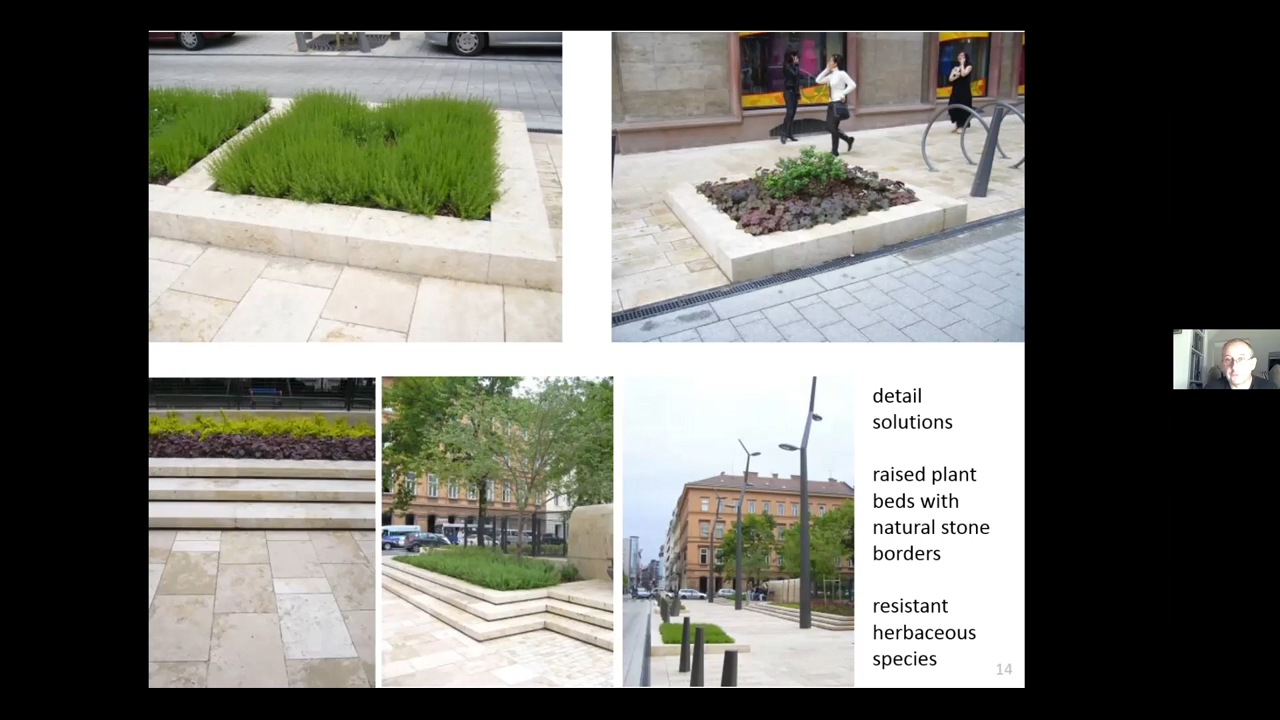 detail
solutions
raised plant
beds with
natural stone
borders
resistant
herbaceous
species
14